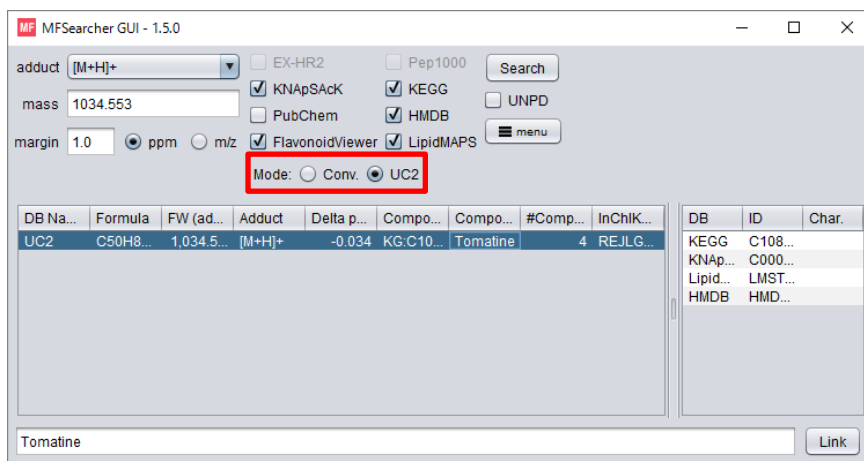 MF MFSearcher GUI - 1.5.0
adduct [M+H]+ EX-HR2 Pep1000 Search
KNApSAcK KEGG UNPD
mass 1034.553
PubChem HMDB menu
margin 1.0 ppm m/z FlavonoidViewer LipidMAPS
Mode: Conv. UC2
DB Na... Formula FW (ad... Adduct Delta p... Compo... Compo... #Comp... InChIK... DB ID Char.
UC2 C50H8... 1,034.5... [M+H]+ -0.034 KG:C10... Tomatine 4 REJLG... KEGG C108...
KNAp... C000...
Lipid... LMST...
HMDB HMD...
Tomatine Link